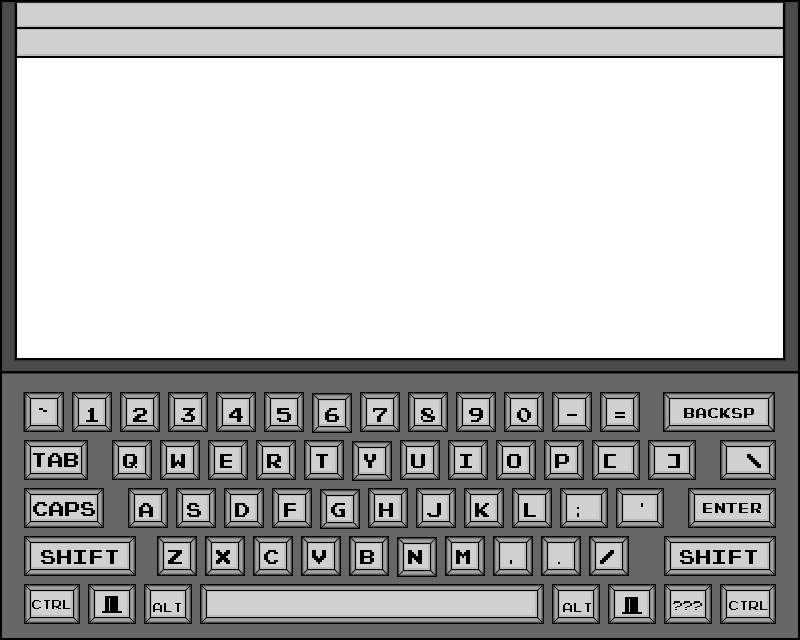 ` 1 2 3 4 5 6 7 8 9 0 - = BACKSP
TAB Q W E R T Y U I O P [ ] \
CAPS A S D F G H J K L ; ' ENTER
SHIFT Z X C V B N M , . / SHIFT
CTRL ALT ALT ??? CTRL